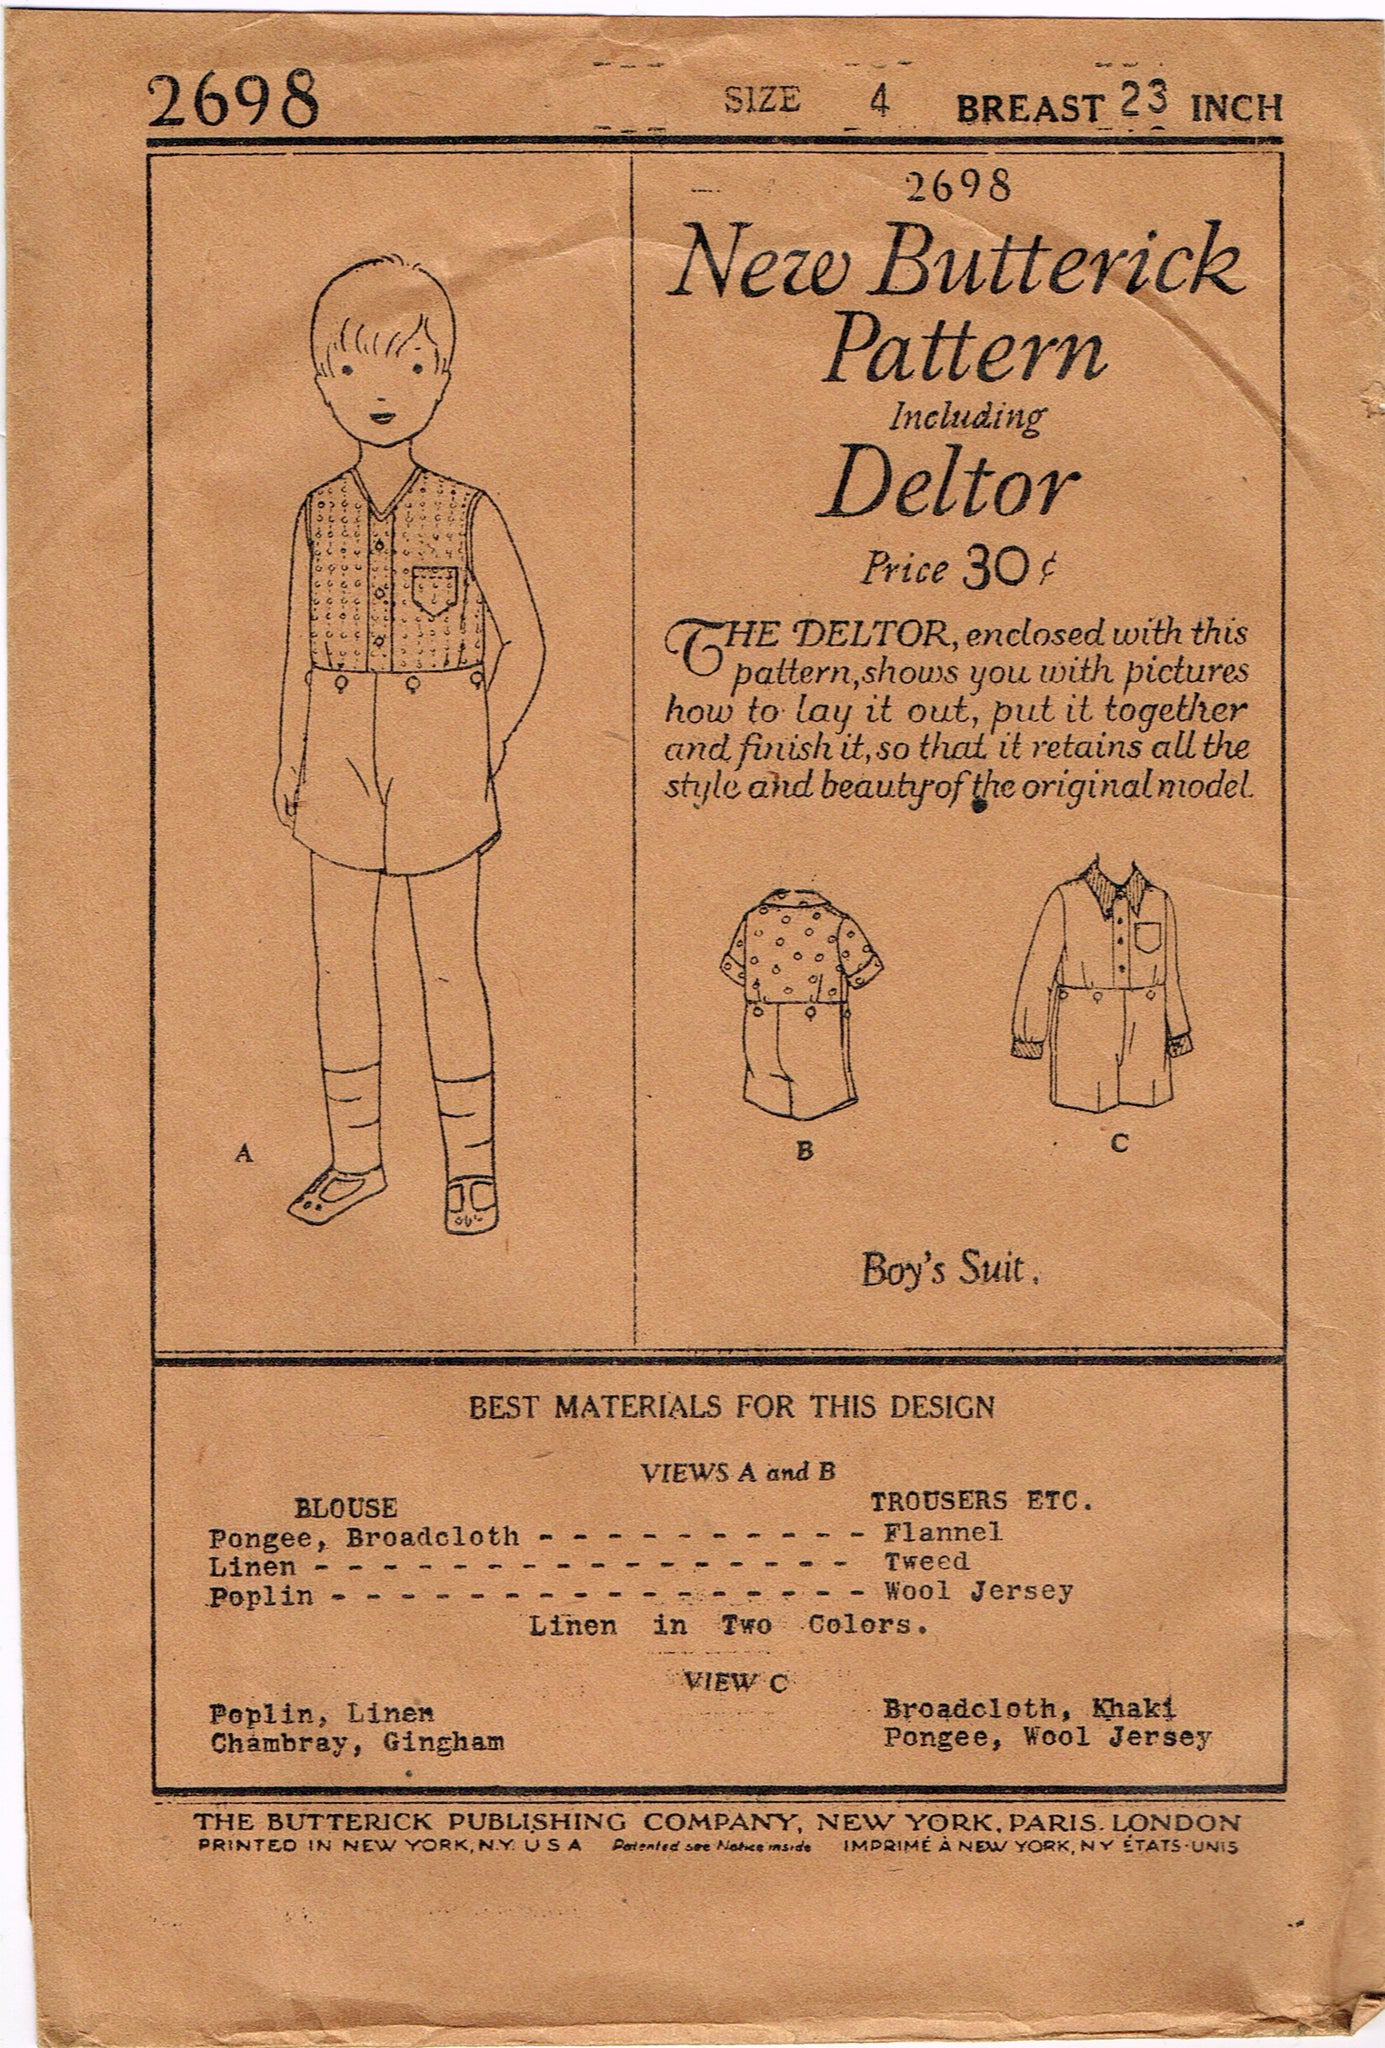 2698 SIZE 4 BREAST 23 INCH
2698
New Butterick
Pattern
Including
Deltor
Price 30¢
THE DELTOR, enclosed with this
pattern, shows you with pictures
how to lay it out, put it together
and finish it, so that it retains all the
style and beauty of the original model.
A
B
C
Boy's Suit.
BEST MATERIALS FOR THIS DESIGN
VIEWS A and B
BLOUSE TROUSERS ETC.
Pongee, Broadcloth - - - - - - - - - - Flannel
Linen - - - - - - - - - - - - - - - - Tweed
Poplin - - - - - - - - - - - - - - - - Wool Jersey
Linen in Two Colors.
VIEW C
Poplin, Linen Broadcloth, Khaki
Chambray, Gingham Pongee, Wool Jersey
THE BUTTERICK PUBLISHING COMPANY, NEW YORK, PARIS. LONDON
PRINTED IN NEW YORK, N.Y. U S A Patented see Notice inside IMPRIMÉ À NEW YORK, N Y ÉTATS-UNIS